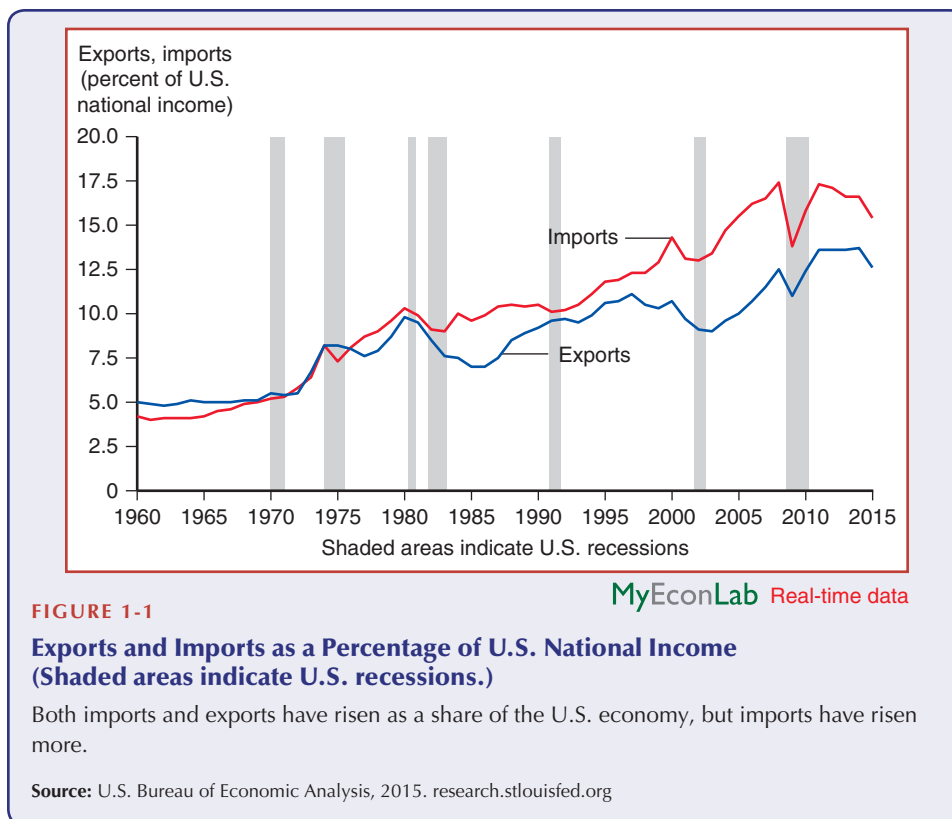 Exports, imports
(percent of U.S.
national income)
20.0
17.5
15.0
12.5
10.0
7.5
5.0
2.5
0
Imports
Exports
1960 1965 1970 1975 1980 1985 1990 1995 2000 2005 2010 2015
Shaded areas indicate U.S. recessions
MyEconLab Real-time data
FIGURE 1-1
Exports and Imports as a Percentage of U.S. National Income
(Shaded areas indicate U.S. recessions.)
Both imports and exports have risen as a share of the U.S. economy, but imports have risen
more.
Source: U.S. Bureau of Economic Analysis, 2015. research.stlouisfed.org